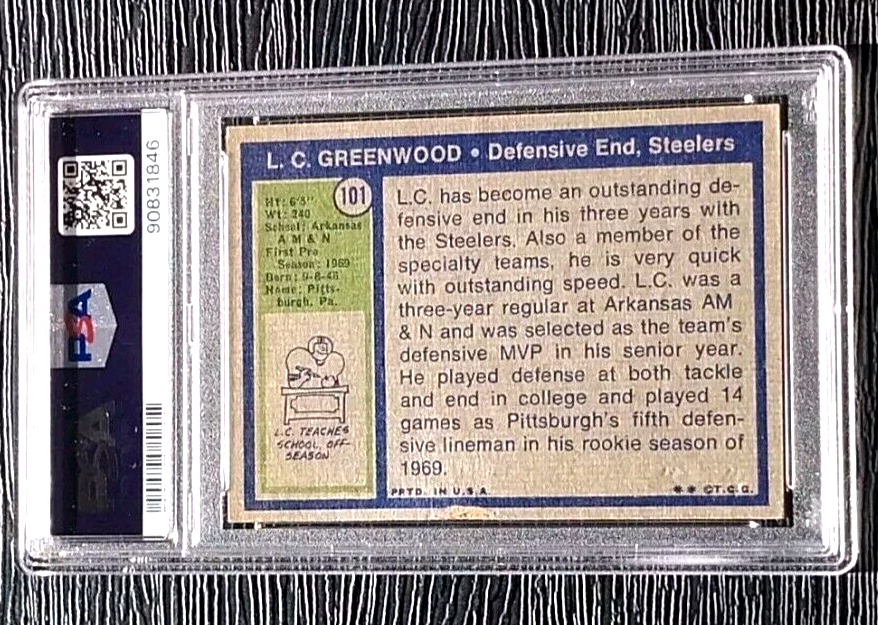 90831846
PSA
PSA
L. C. GREENWOOD • Defensive End, Steelers
101
HT: 6'5"
Wt: 240
School: Arkansas
A M & N
First Pro
Season: 1969
Born: 9-8-46
Home: Pitts-
burgh, Pa.
L.C. TEACHES
SCHOOL, OFF-
SEASON
L.C. has become an outstanding de-
fensive end in his three years with
the Steelers. Also a member of the
specialty teams, he is very quick
with outstanding speed. L.C. was a
three-year regular at Arkansas AM
& N and was selected as the team's
defensive MVP in his senior year.
He played defense at both tackle
and end in college and played 14
games as Pittsburgh's fifth defen-
sive lineman in his rookie season of
1969.
PRTD. IN U.S.A.
** ©T.C.G.